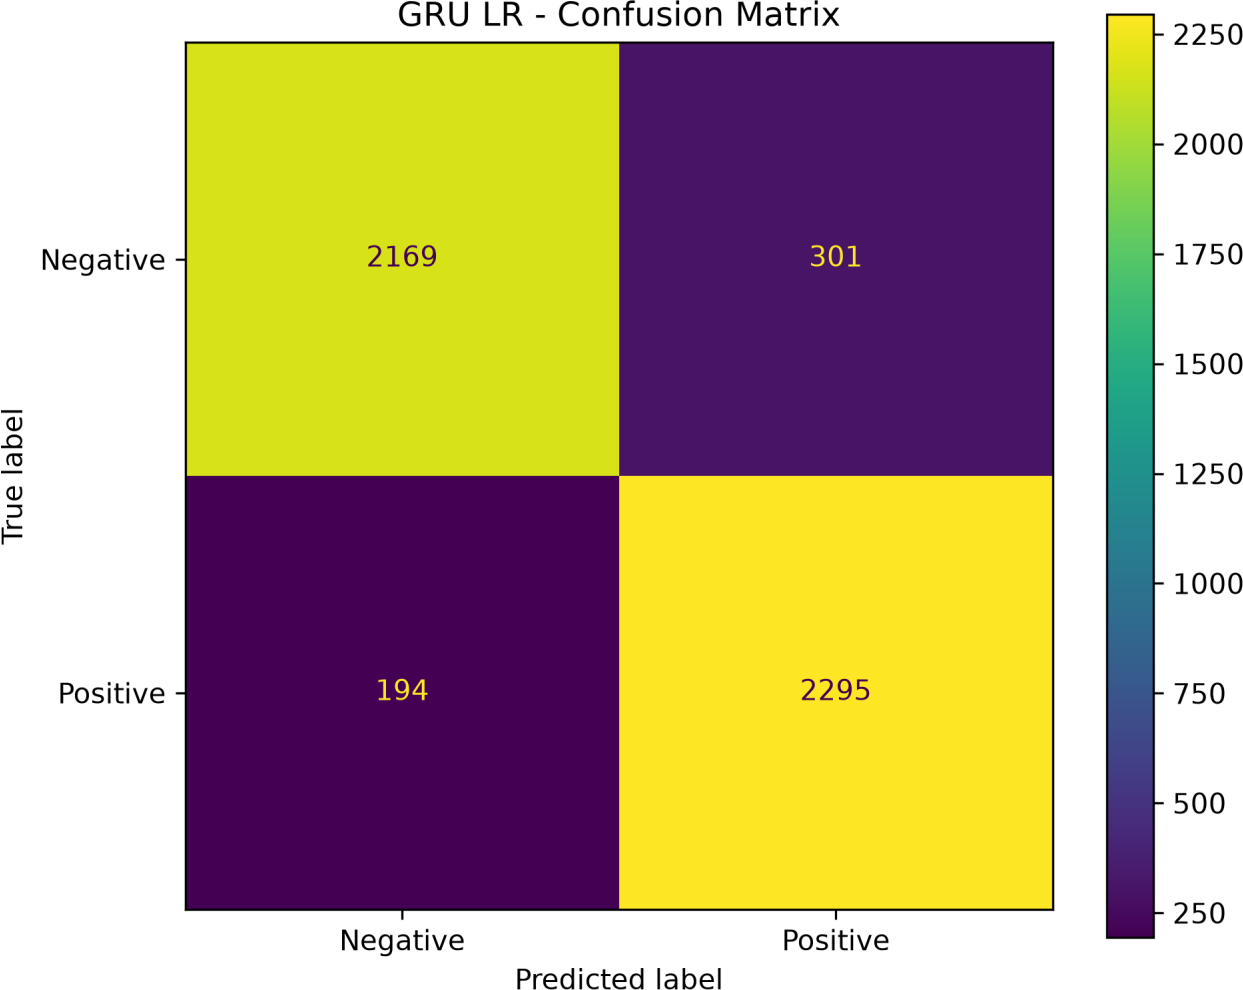 GRU LR - Confusion Matrix
True label
Negative
2169
301
Positive
194
2295
Negative
Positive
Predicted label
2250
2000
1750
1500
1250
1000
750
500
250